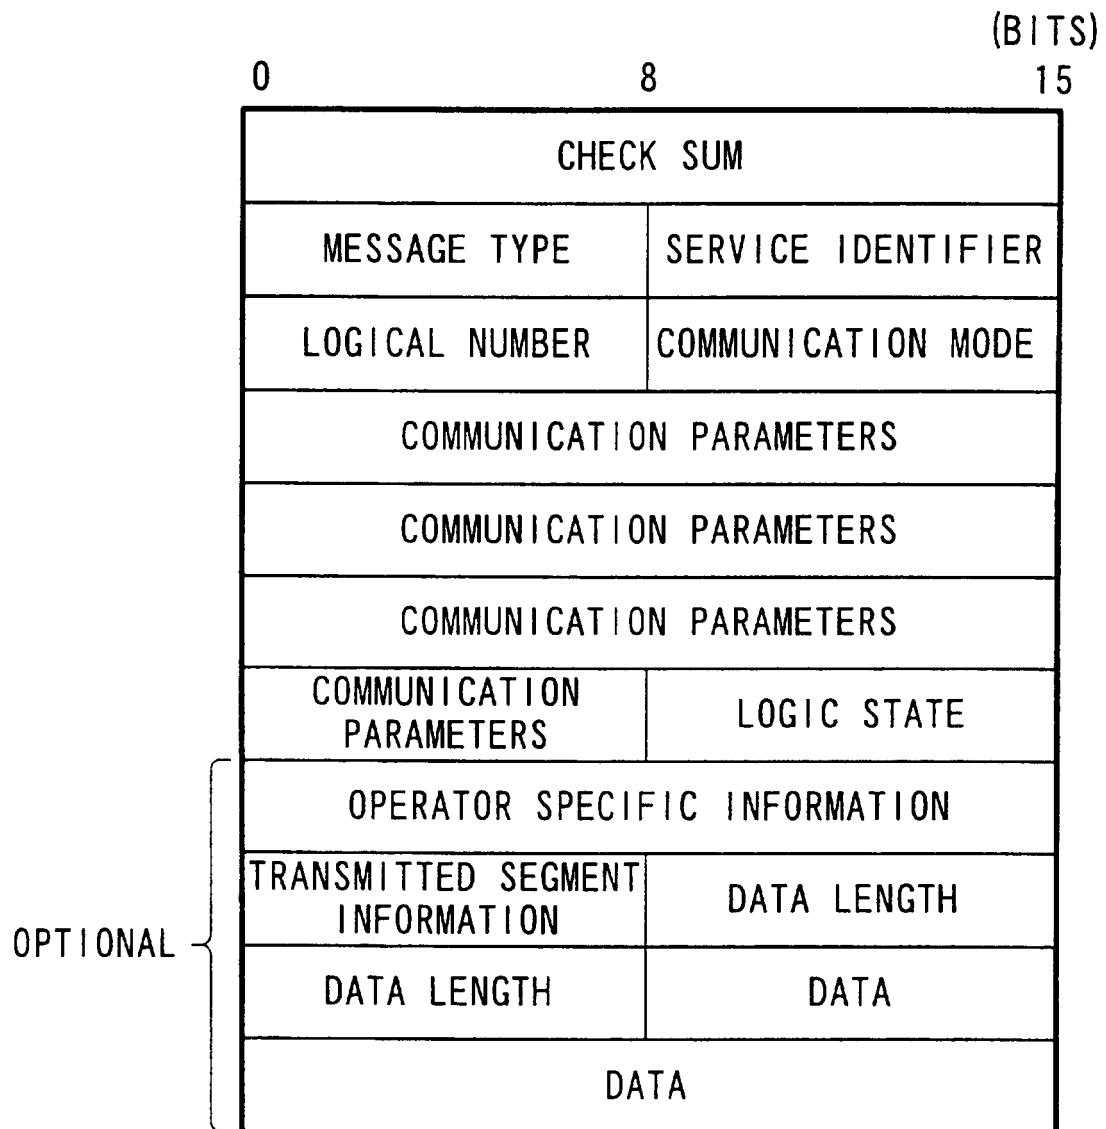 (BITS)
0 8 15
CHECK SUM
MESSAGE TYPE SERVICE IDENTIFIER
LOGICAL NUMBER COMMUNICATION MODE
COMMUNICATION PARAMETERS
COMMUNICATION PARAMETERS
COMMUNICATION PARAMETERS
COMMUNICATION
PARAMETERS
LOGIC STATE
OPERATOR SPECIFIC INFORMATION
TRANSMITTED SEGMENT
INFORMATION
DATA LENGTH
OPTIONAL
DATA LENGTH DATA
DATA